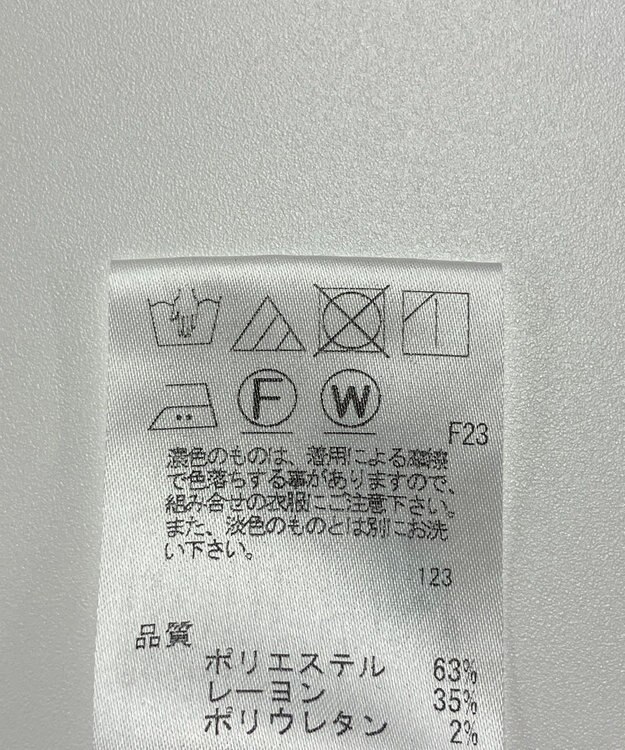 F W
F23
濃色のものは、着用による摩擦
で色落ちする事がありますので、
組み合せの衣服にご注意下さい。
また、淡色のものとは別にお洗
い下さい。
123
品質
ポリエステル 63%
レーヨン 35%
ポリウレタン 2%